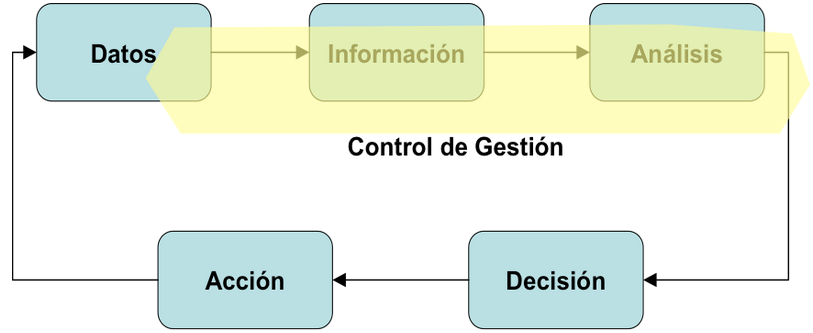 Datos
Información
Análisis
Control de Gestión
Acción
Decisión